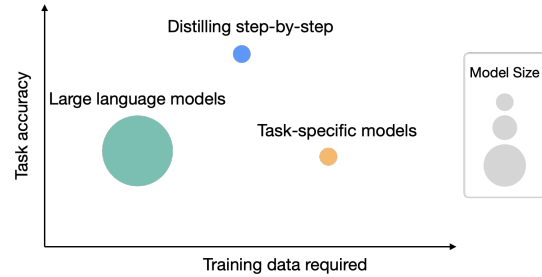 Distilling step-by-step
Model Size
Large language models
Task-specific models
Task accuracy
Training data required